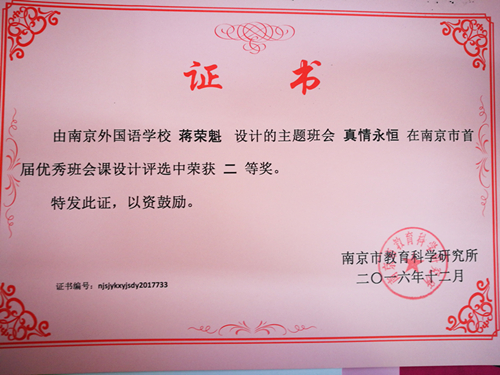 证书
由南京外国语学校 蒋荣魁 设计的主题班会 真情永恒 在南京市首
届优秀班会课设计评选中荣获 二 等奖。
特发此证，以资鼓励。
南京市教育科学研究所
二〇一六年十二月
证书编号：njsjykxyjsdy2017733